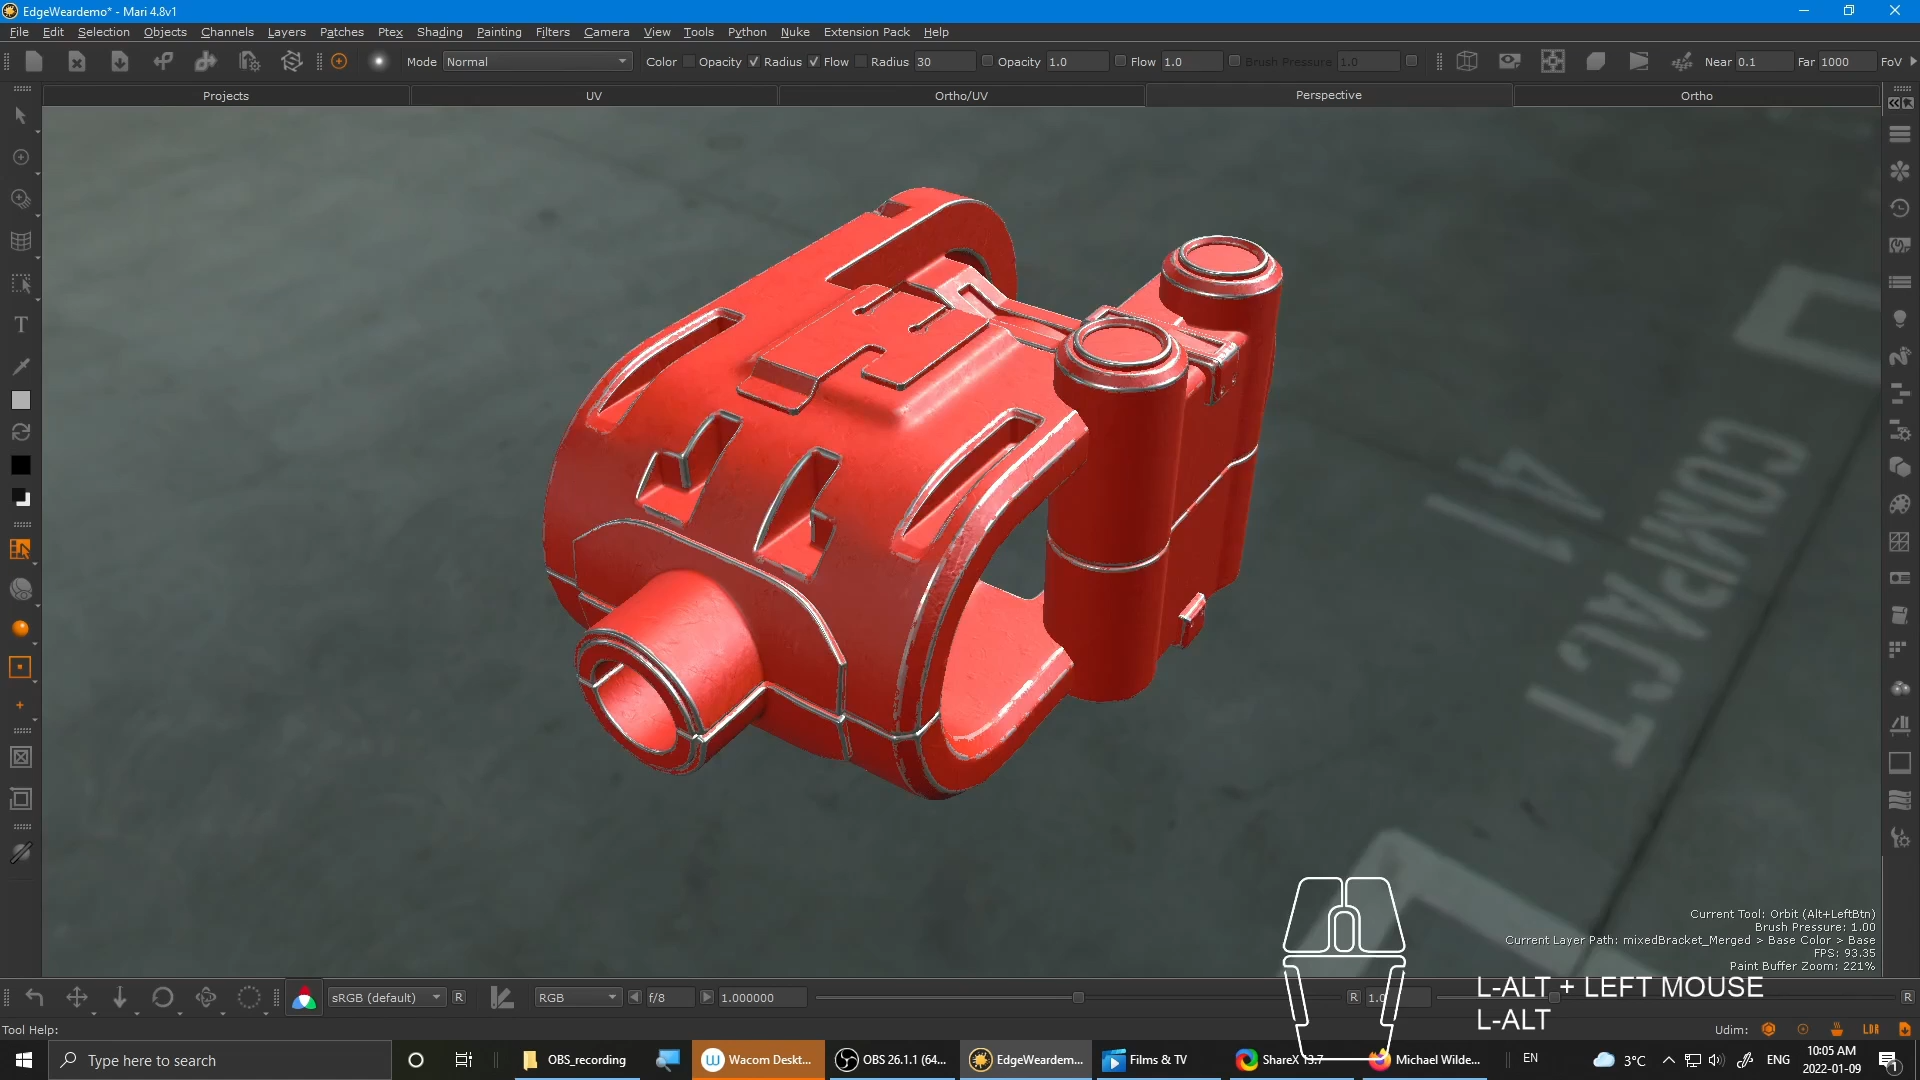 EdgeWeardemo* - Mari 4.8v1
File Edit Selection Objects Channels Layers Patches Ptex Shading Painting Filters Camera View Tools Python Nuke Extension Pack Help
Mode Normal Color Opacity Radius Flow Radius 30 Opacity 1.0 Flow 1.0 Brush Pressure 1.0 Near 0.1 Far 1000 FoV
Projects UV Ortho/UV Perspective Ortho
T
41
COMPACT
Current Tool: Orbit (Alt+LeftBtn)
Brush Pressure: 1.00
Current Layer Path: mixedBracket_Merged > Base Color > Base
FPS: 93.35
Paint Buffer Zoom: 221%
sRGB (default) R RGB f/8 1.000000 R 1.0 R
L-ALT + LEFT MOUSE
L-ALT
Tool Help: Udim: LDR
Type here to search OBS_recording Wacom Deskt... OBS 26.1.1 (64... EdgeWeardem... Films & TV ShareX 13.7 Michael Wilde... EN 3°C ENG 10:05 AM
2022-01-09
1